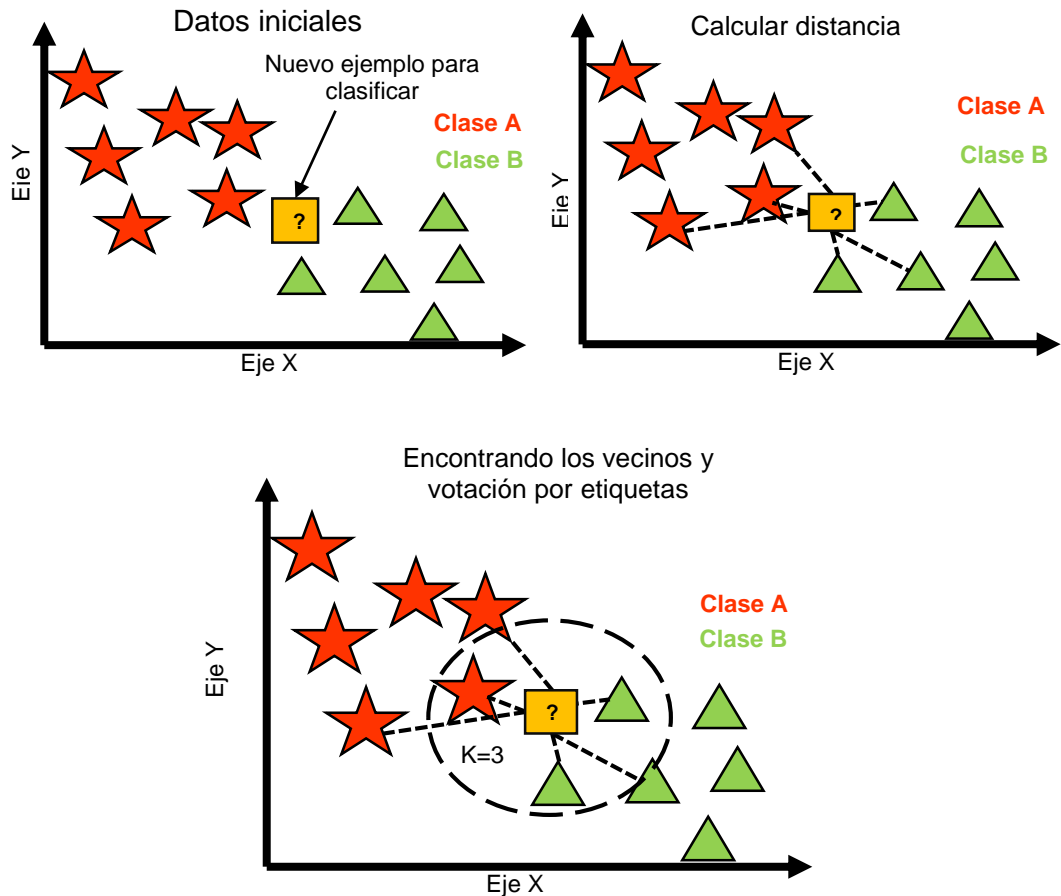 Datos iniciales
Nuevo ejemplo para
clasificar
Clase A
Clase B
?
Eje Y
Eje X
Calcular distancia
Clase A
Clase B
?
Eje Y
Eje X
Encontrando los vecinos y
votación por etiquetas
Clase A
Clase B
?
K=3
Eje Y
Eje X